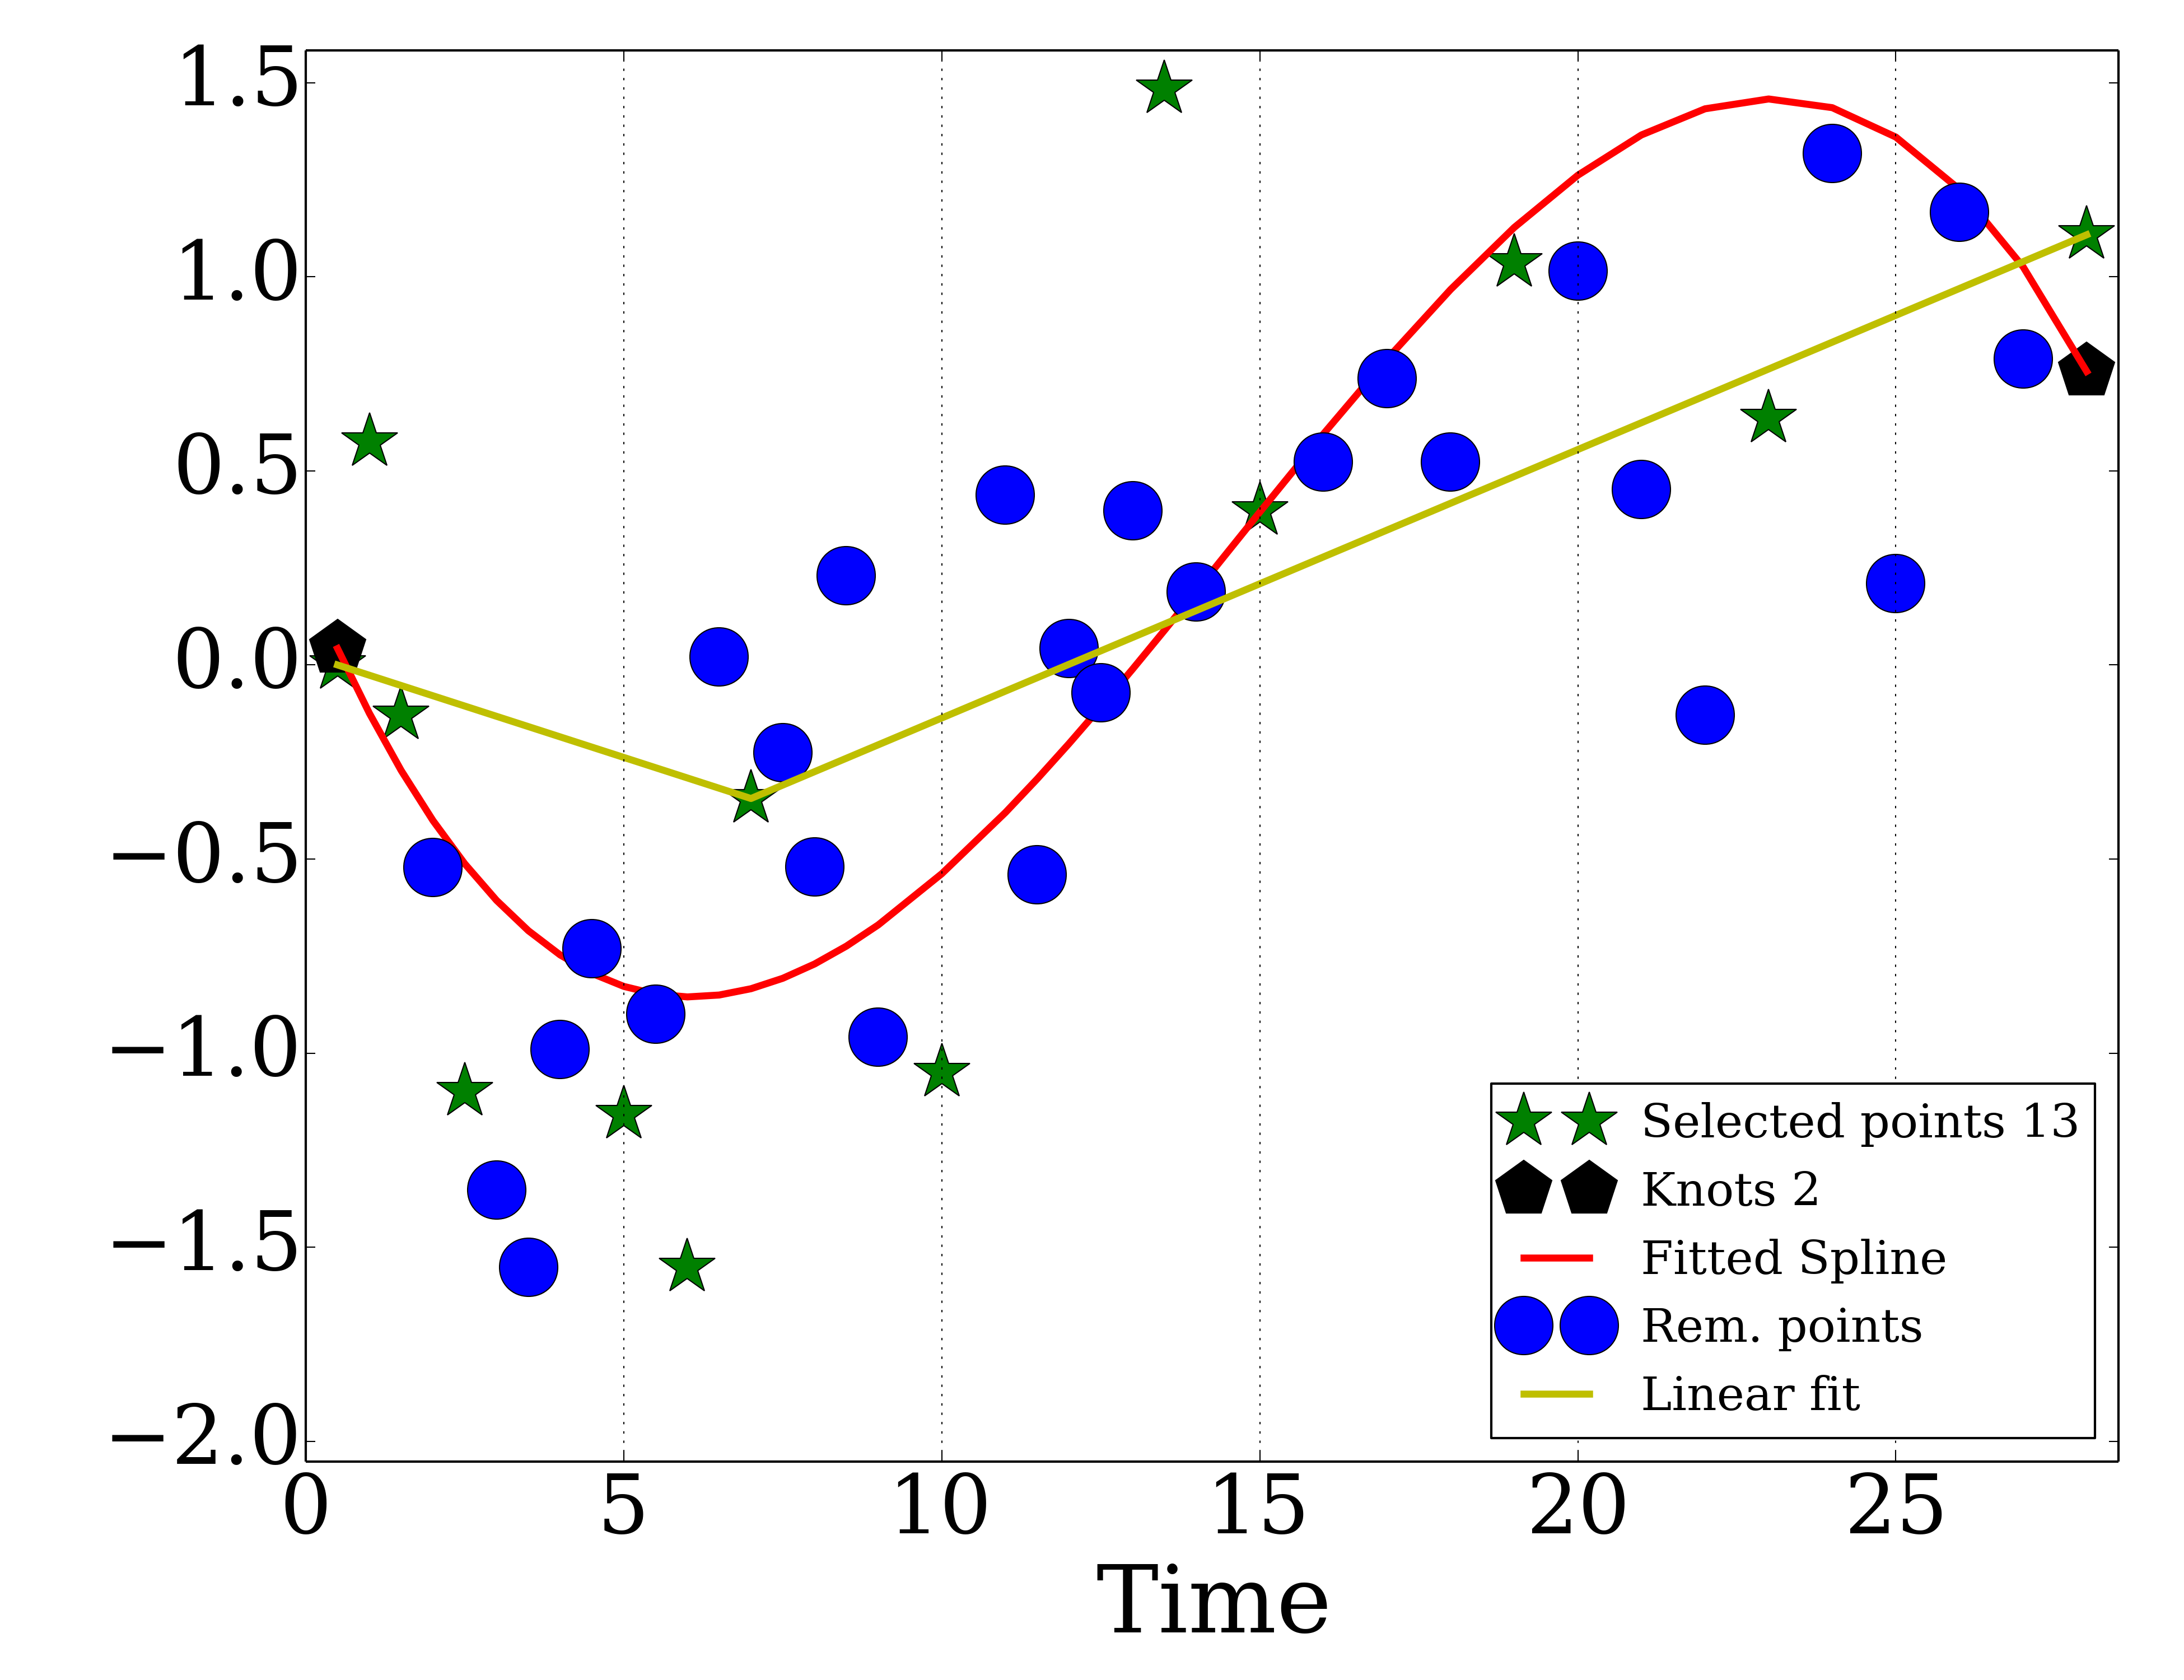 1.5
1.0
0.5
0.0
−0.5
−1.0
−1.5
−2.0
0 5 10 15 20 25
Time
Selected points 13
Knots 2
Fitted Spline
Rem. points
Linear fit